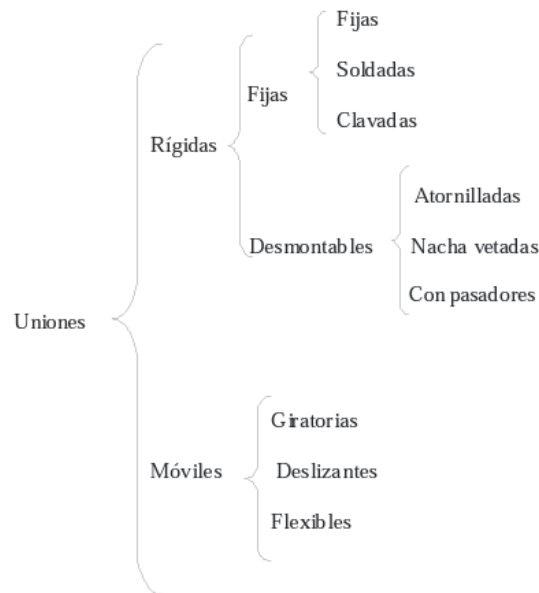 Fijas
Soldadas
Fijas
Clavadas
Rígidas
Atornilladas
Desmontables
Nacha vetadas
Con pasadores
Uniones
Giratorias
Móviles
Deslizantes
Flexibles